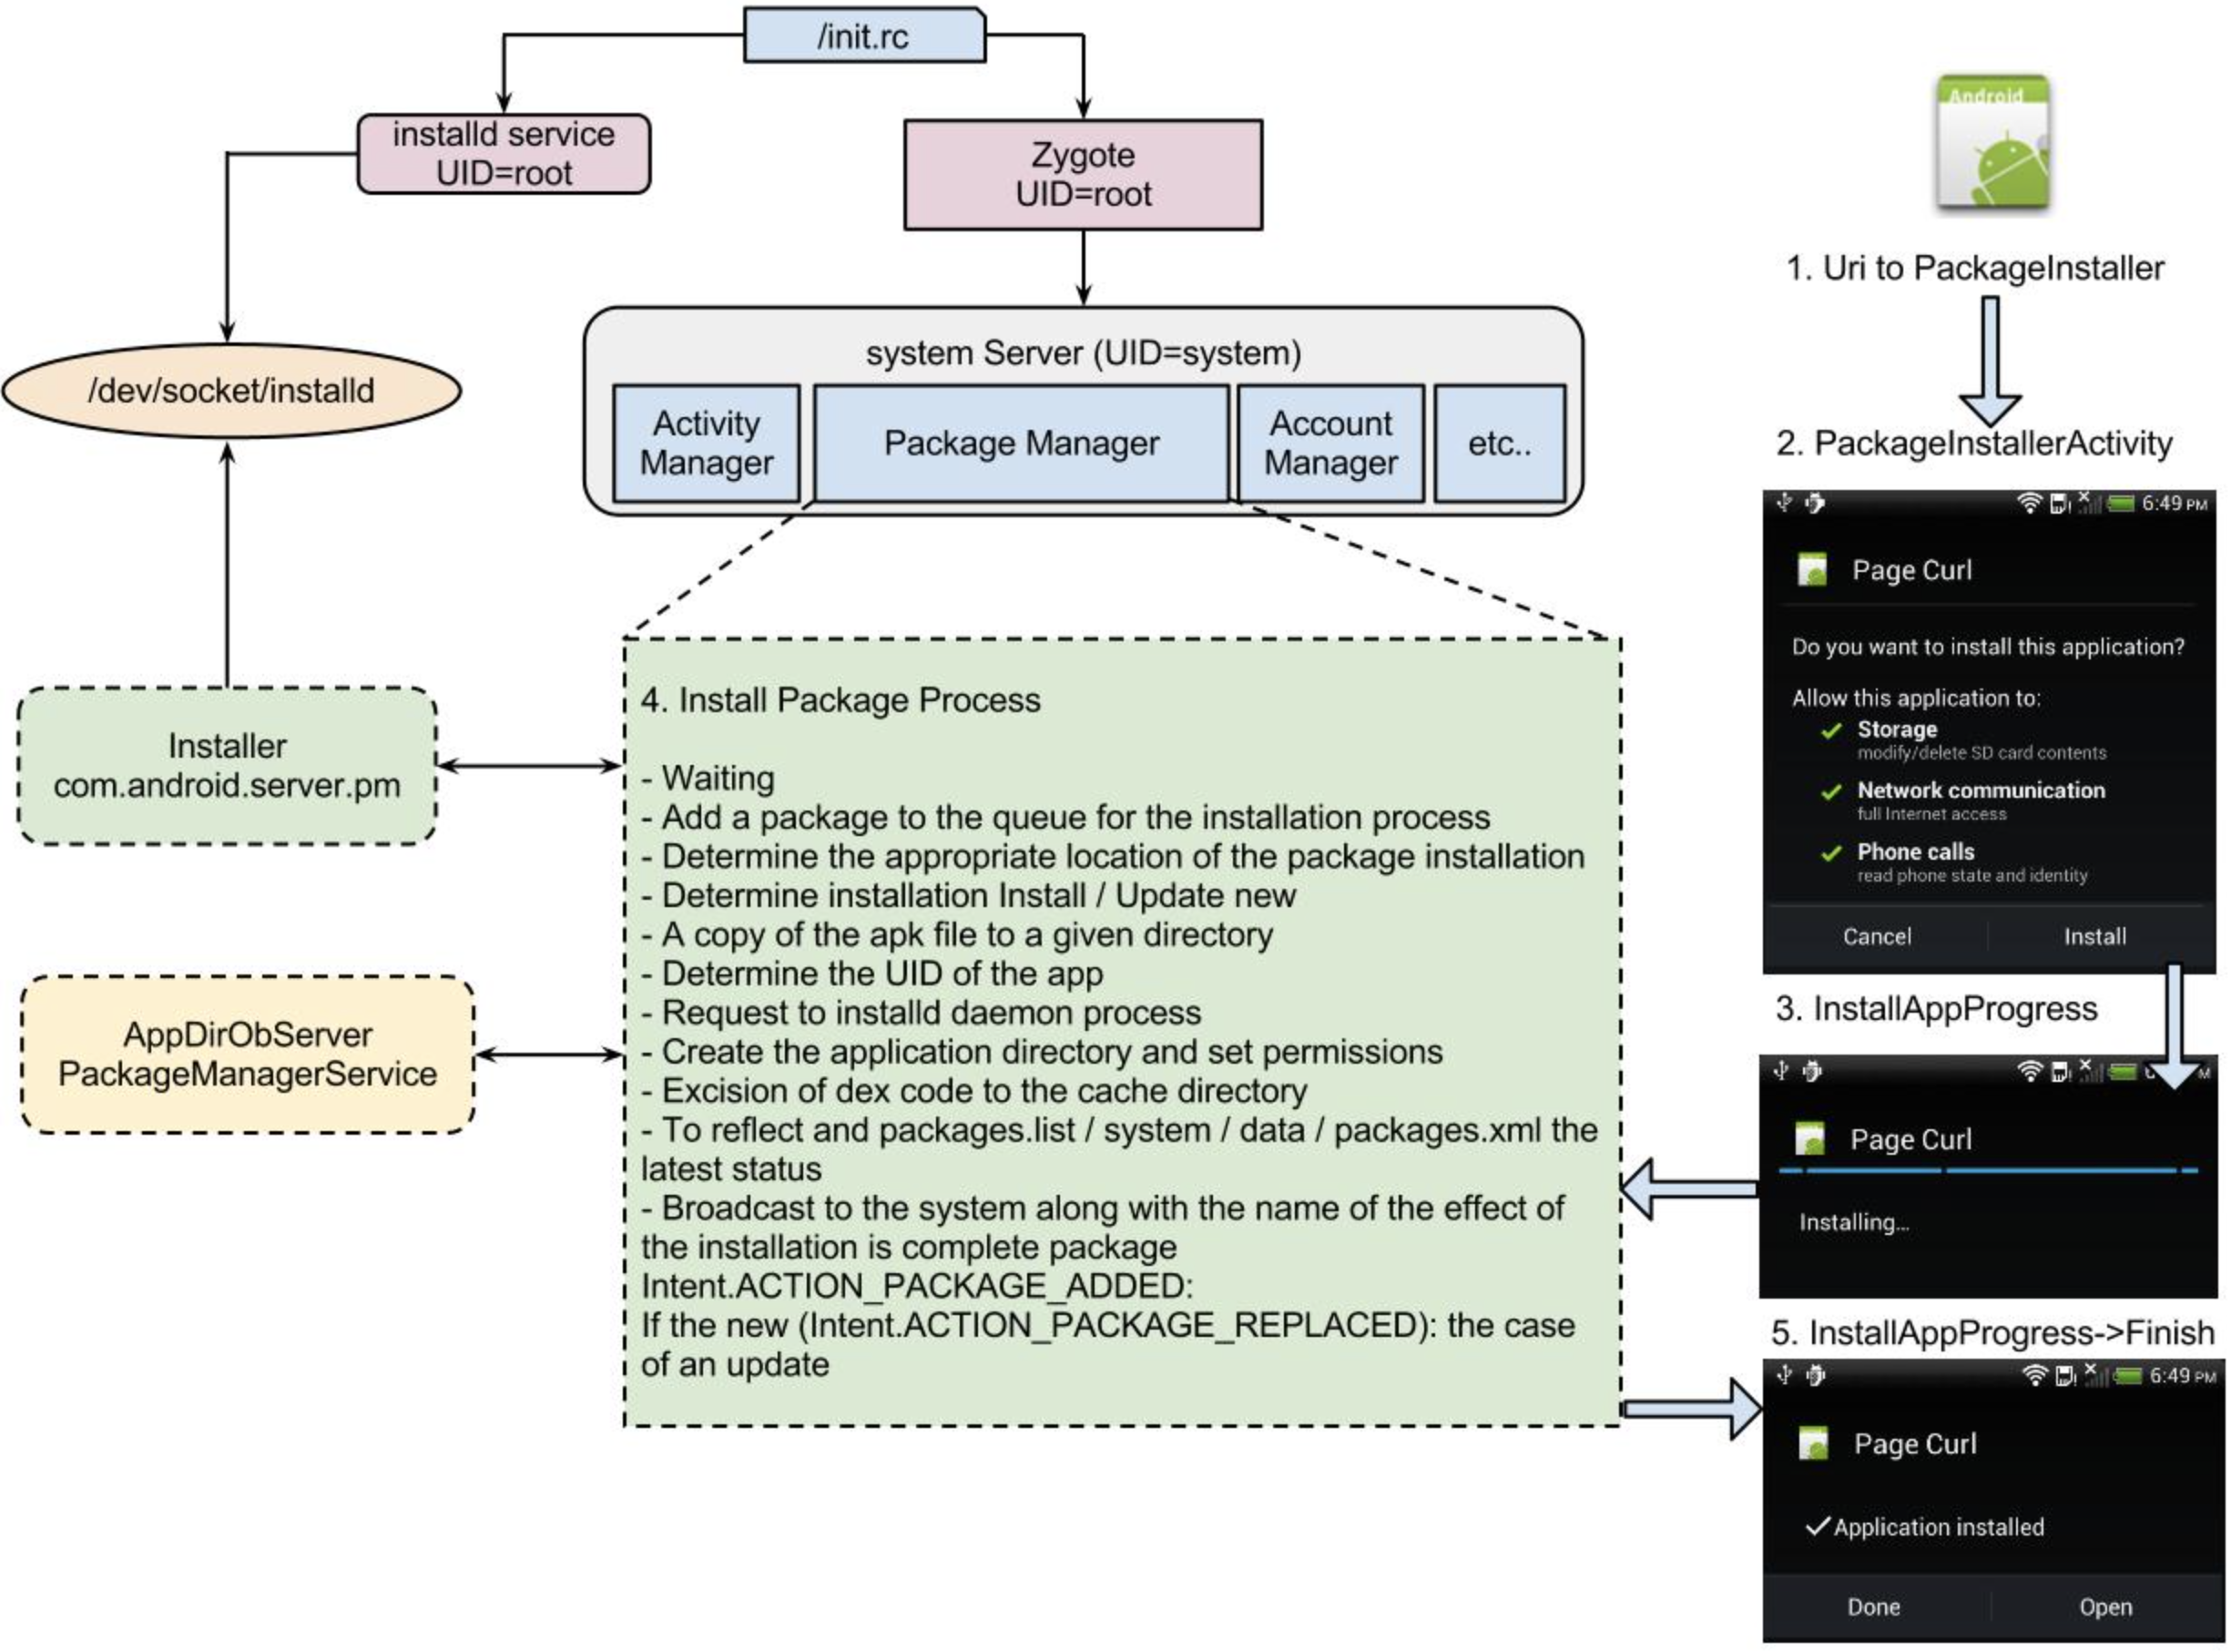 /init.rc
installd service
UID=root
Zygote
UID=root
/dev/socket/installd
system Server (UID=system)
Activity
Manager
Package Manager
Account
Manager
etc..
Installer
com.android.server.pm
AppDirObServer
PackageManagerService
4. Install Package Process
- Waiting
- Add a package to the queue for the installation process
- Determine the appropriate location of the package installation
- Determine installation Install / Update new
- A copy of the apk file to a given directory
- Determine the UID of the app
- Request to installd daemon process
- Create the application directory and set permissions
- Excision of dex code to the cache directory
- To reflect and packages.list / system / data / packages.xml the
latest status
- Broadcast to the system along with the name of the effect of
the installation is complete package
Intent.ACTION_PACKAGE_ADDED:
If the new (Intent.ACTION_PACKAGE_REPLACED): the case
of an update
Android
1. Uri to PackageInstaller
2. PackageInstallerActivity
6:49 PM
Page Curl
Do you want to install this application?
Allow this application to:
Storage
modify/delete SD card contents
Network communication
full Internet access
Phone calls
read phone state and identity
Cancel
Install
3. InstallAppProgress
Page Curl
Installing...
5. InstallAppProgress->Finish
6:49 PM
Page Curl
Application installed
Done
Open